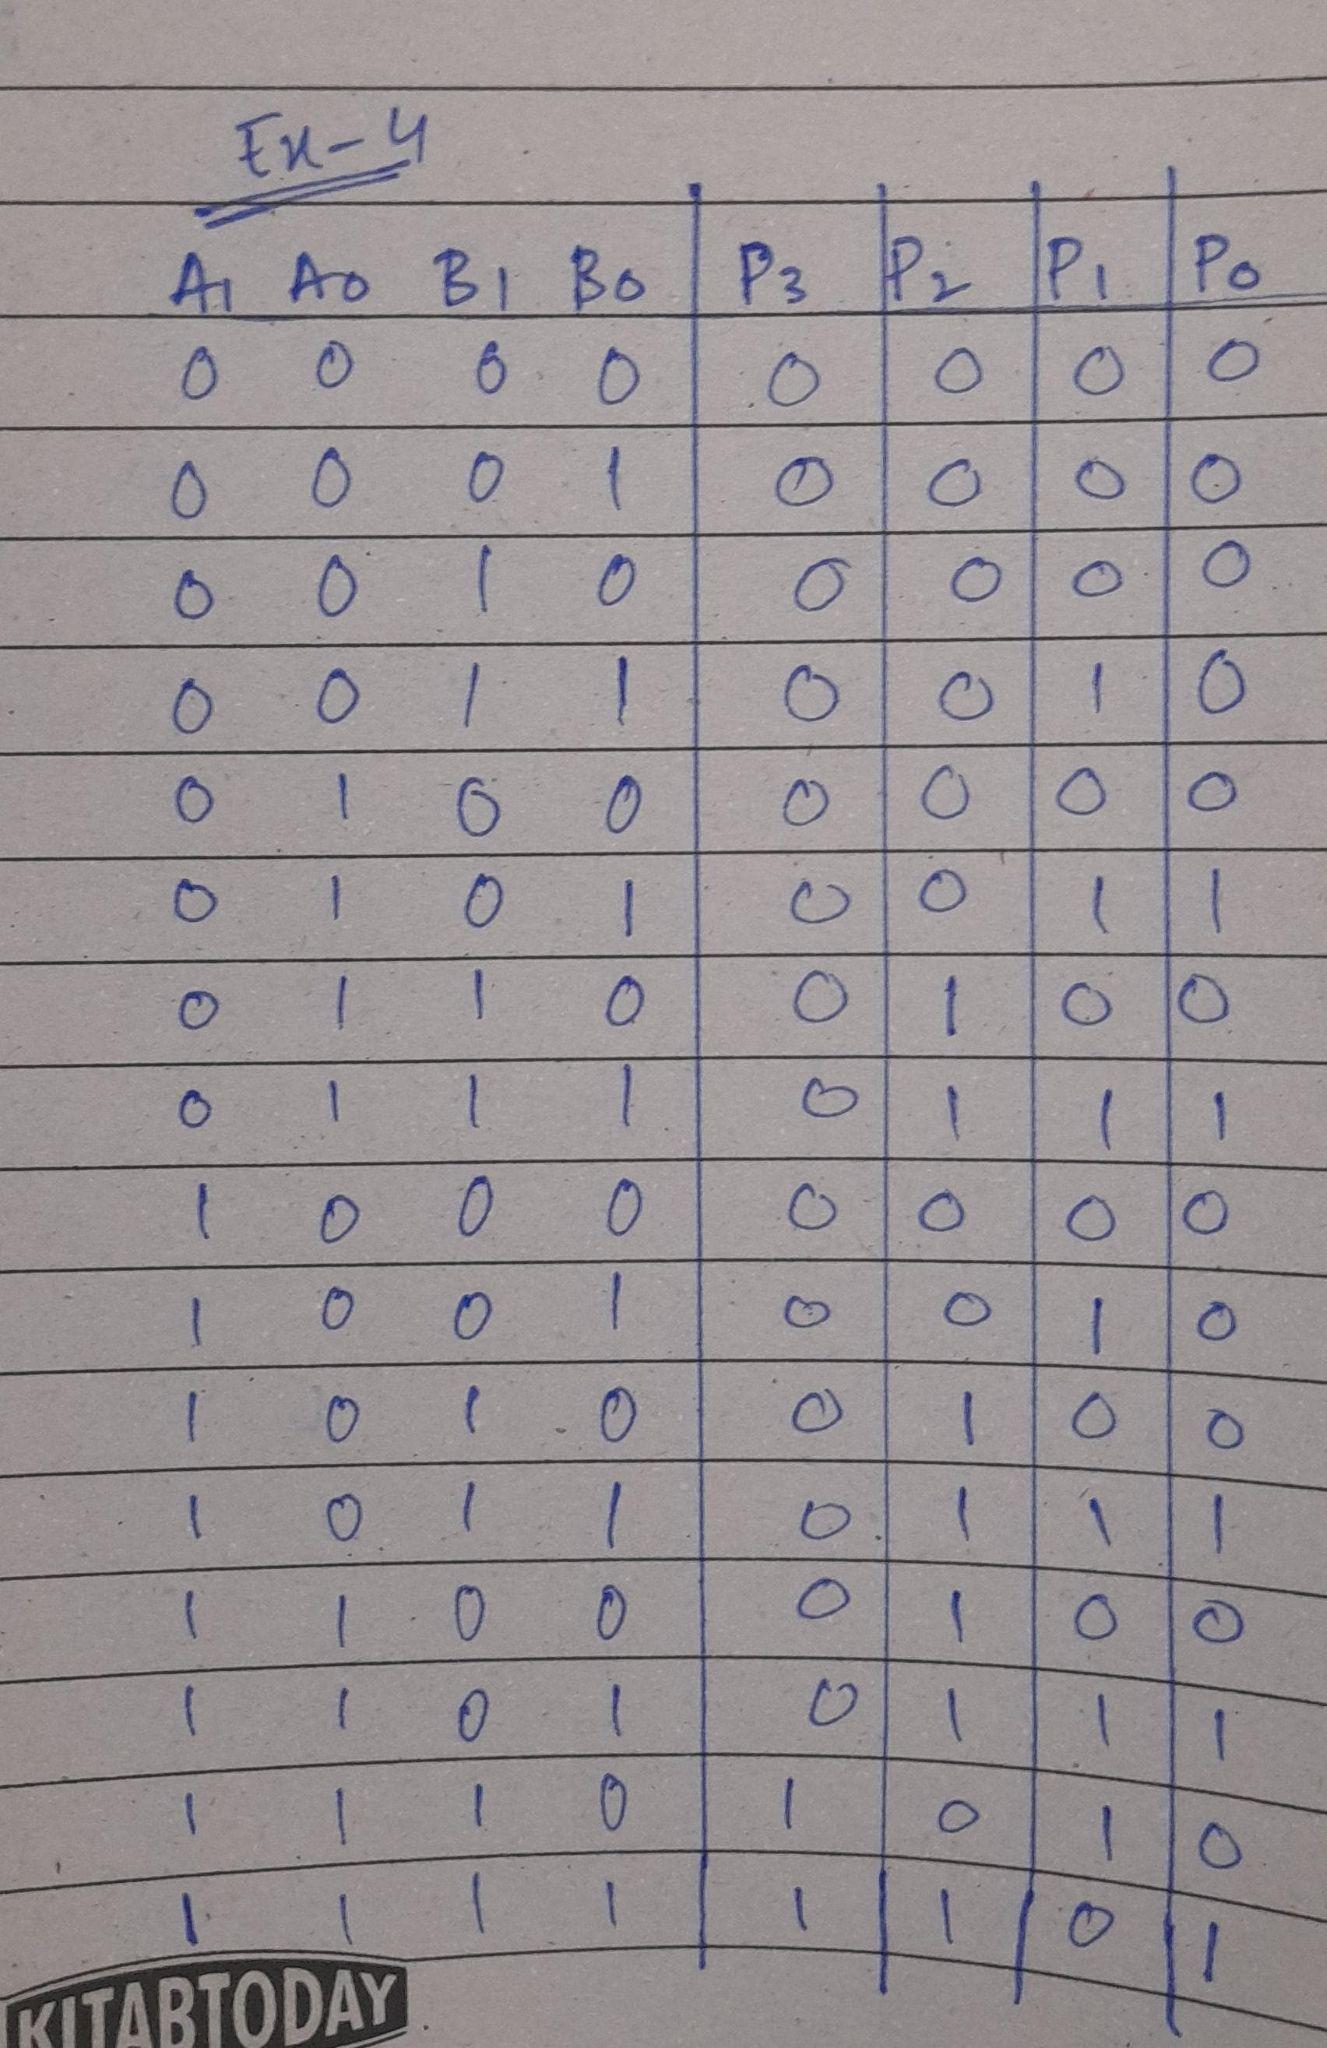 Ex-4
A1 A0 B1 B0 P3 P2 P1 P0
0 0 0 0 0 0 0 0
0 0 0 1 0 0 0 0
0 0 1 0 0 0 0 0
0 0 1 1 0 0 1 0
0 1 0 0 0 0 0 0
0 1 0 1 0 0 1 1
0 1 1 0 0 1 0 0
0 1 1 1 0 1 1 1
1 0 0 0 0 0 0 0
1 0 0 1 0 0 1 0
1 0 1 0 0 1 0 0
1 0 1 1 0 1 1 1
1 1 0 0 0 1 0 0
1 1 0 1 0 1 1 1
1 1 1 0 1 0 1 0
1 1 1 1 1 1 0 1
KITABTODAY